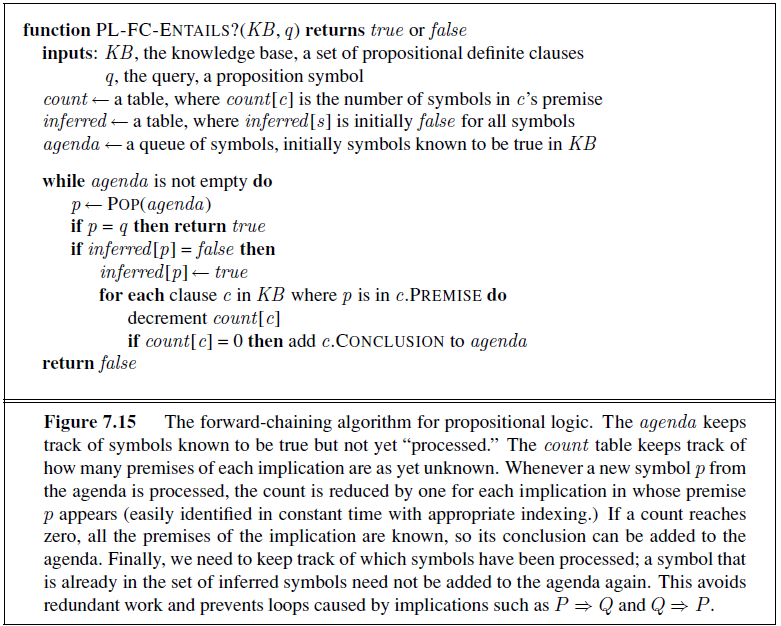 function PL-FC-ENTAILS?(KB, q) returns true or false
inputs: KB, the knowledge base, a set of propositional definite clauses
q, the query, a proposition symbol
count ← a table, where count[c] is the number of symbols in c's premise
inferred ← a table, where inferred[s] is initially false for all symbols
agenda ← a queue of symbols, initially symbols known to be true in KB
while agenda is not empty do
p ← POP(agenda)
if p = q then return true
if inferred[p] = false then
inferred[p] ← true
for each clause c in KB where p is in c.PREMISE do
decrement count[c]
if count[c] = 0 then add c.CONCLUSION to agenda
return false
Figure 7.15 The forward-chaining algorithm for propositional logic. The agenda keeps
track of symbols known to be true but not yet “processed.” The count table keeps track of
how many premises of each implication are as yet unknown. Whenever a new symbol p from
the agenda is processed, the count is reduced by one for each implication in whose premise
p appears (easily identified in constant time with appropriate indexing.) If a count reaches
zero, all the premises of the implication are known, so its conclusion can be added to the
agenda. Finally, we need to keep track of which symbols have been processed; a symbol that
is already in the set of inferred symbols need not be added to the agenda again. This avoids
redundant work and prevents loops caused by implications such as P ⇒ Q and Q ⇒ P.